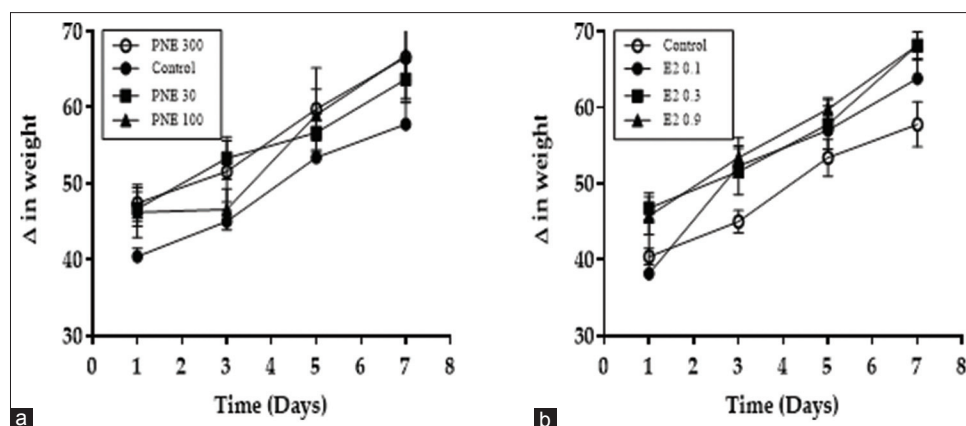 70
60
50
40
30
0 1 2 3 4 5 6 7 8
Δ in weight
Time (Days)
PNE 300
Control
PNE 30
PNE 100
a
70
60
50
40
30
0 1 2 3 4 5 6 7 8
Δ in weight
Time (Days)
Control
E2 0.1
E2 0.3
E2 0.9
b